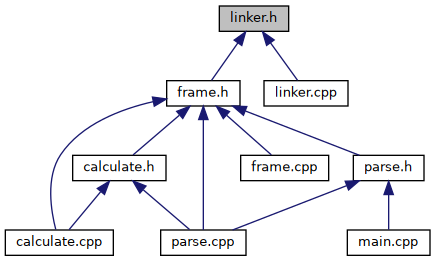 linker.h
frame.h
linker.cpp
calculate.h
frame.cpp
parse.h
calculate.cpp
parse.cpp
main.cpp